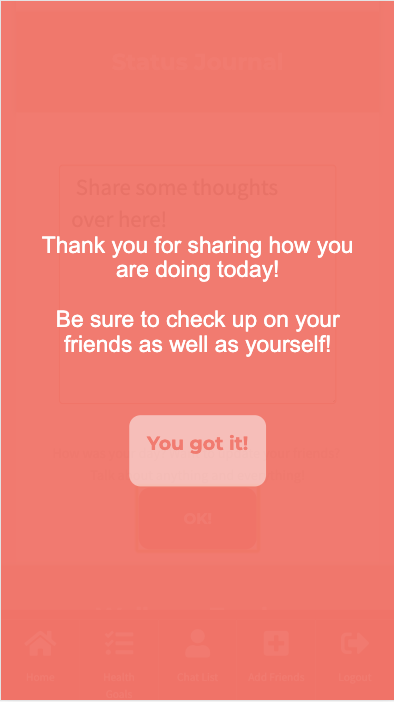 Status Journal
Share some thoughts
over here!
Thank you for sharing how you
are doing today!
Be sure to check up on your
friends as well as yourself!
You got it!
OK!
Home
Health
Goals
Chat List
Add Friends
Logout